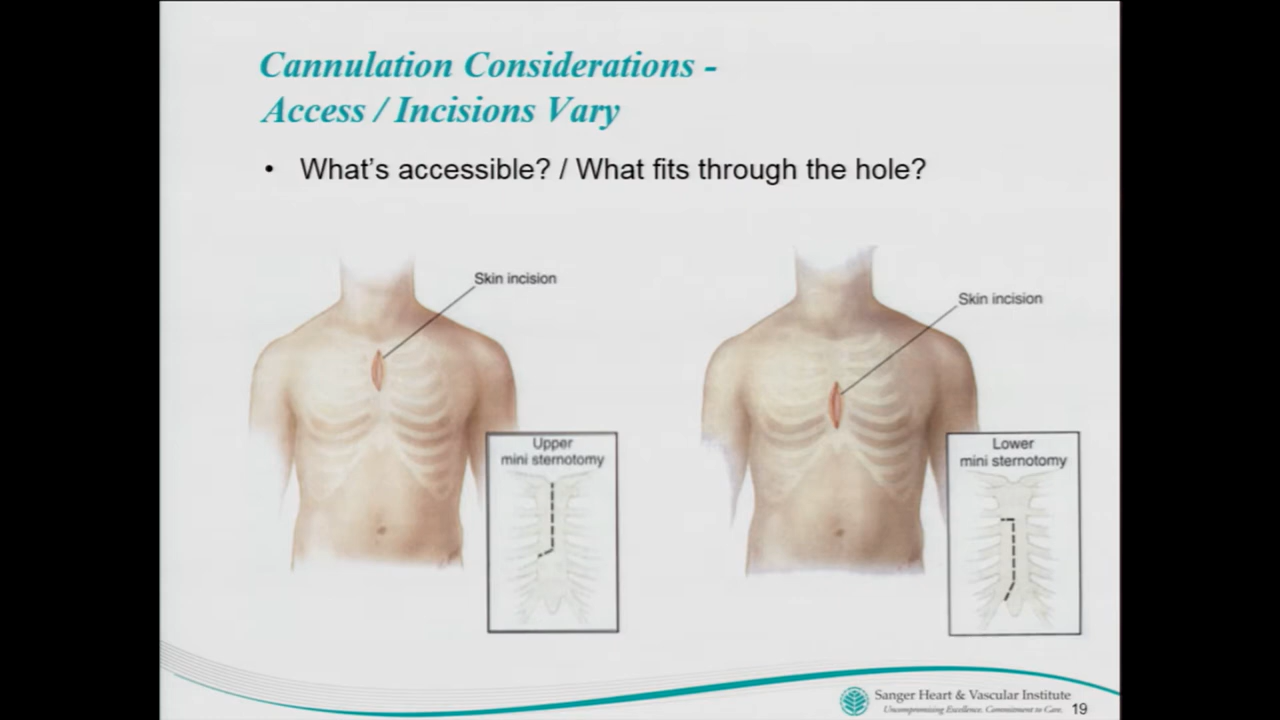 Cannulation Considerations -
Access / Incisions Vary
• What's accessible? / What fits through the hole?
Skin incision
Skin incision
Upper
mini sternotomy
Lower
mini sternotomy
Sanger Heart & Vascular Institute
Uncompromising Excellence. Commitment to Care.
19